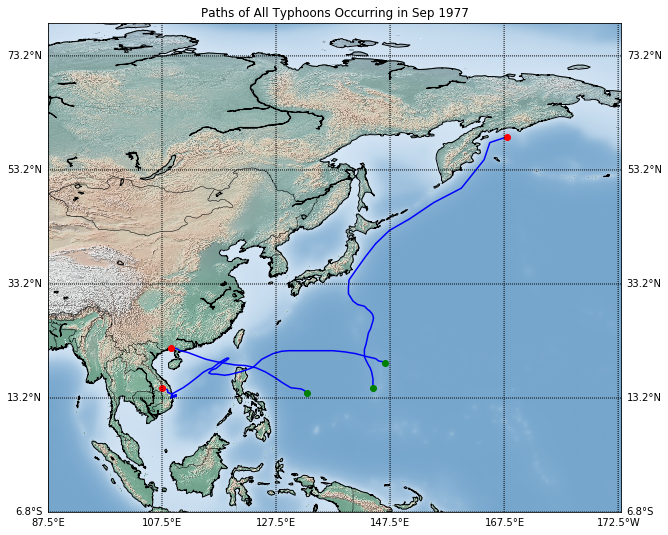 Paths of All Typhoons Occurring in Sep 1977
73.2°N 73.2°N
53.2°N 53.2°N
33.2°N 33.2°N
13.2°N 13.2°N
6.8°S 6.8°S
87.5°E 107.5°E 127.5°E 147.5°E 167.5°E 172.5°W